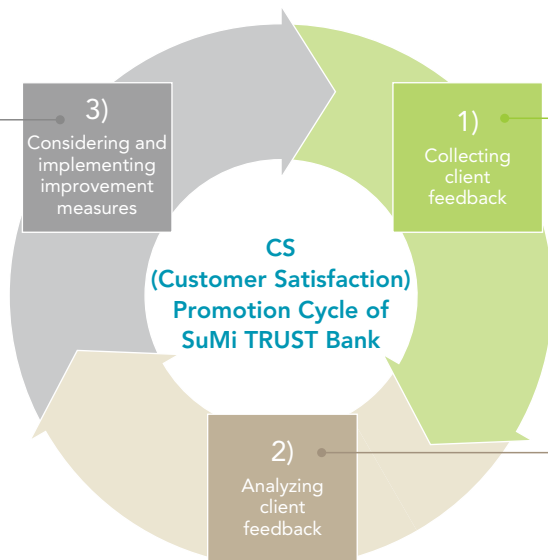 3)
Considering and
implementing
improvement
measures
1)
Collecting
client
feedback
CS
(Customer Satisfaction)
Promotion Cycle of
SuMi TRUST Bank
2)
Analyzing
client
feedback